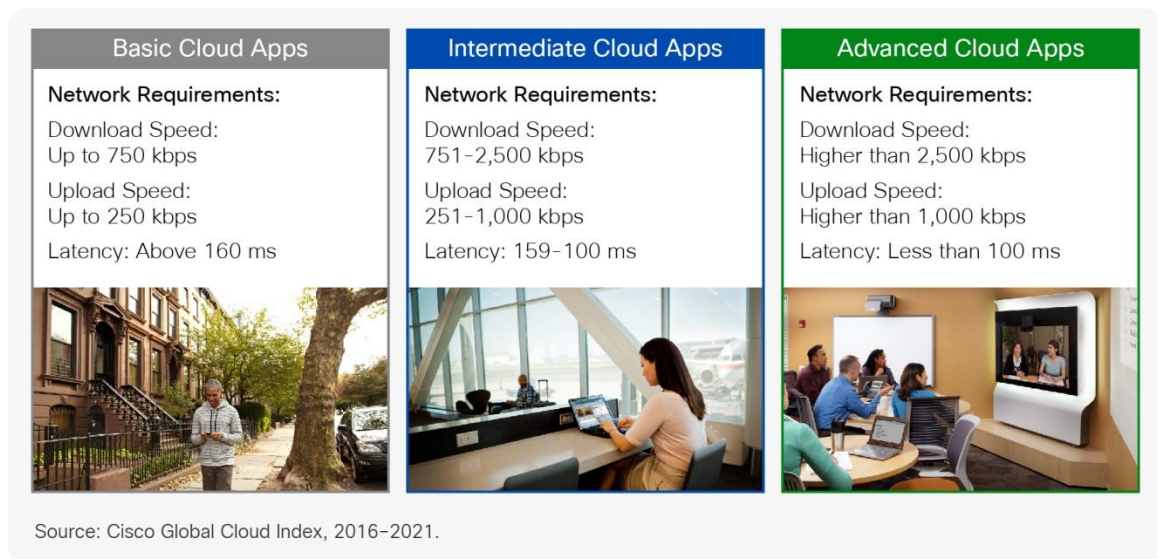 Basic Cloud Apps
Network Requirements:
Download Speed:
Up to 750 kbps
Upload Speed:
Up to 250 kbps
Latency: Above 160 ms
Intermediate Cloud Apps
Network Requirements:
Download Speed:
751-2,500 kbps
Upload Speed:
251-1,000 kbps
Latency: 159-100 ms
Advanced Cloud Apps
Network Requirements:
Download Speed:
Higher than 2,500 kbps
Upload Speed:
Higher than 1,000 kbps
Latency: Less than 100 ms
Source: Cisco Global Cloud Index, 2016-2021.